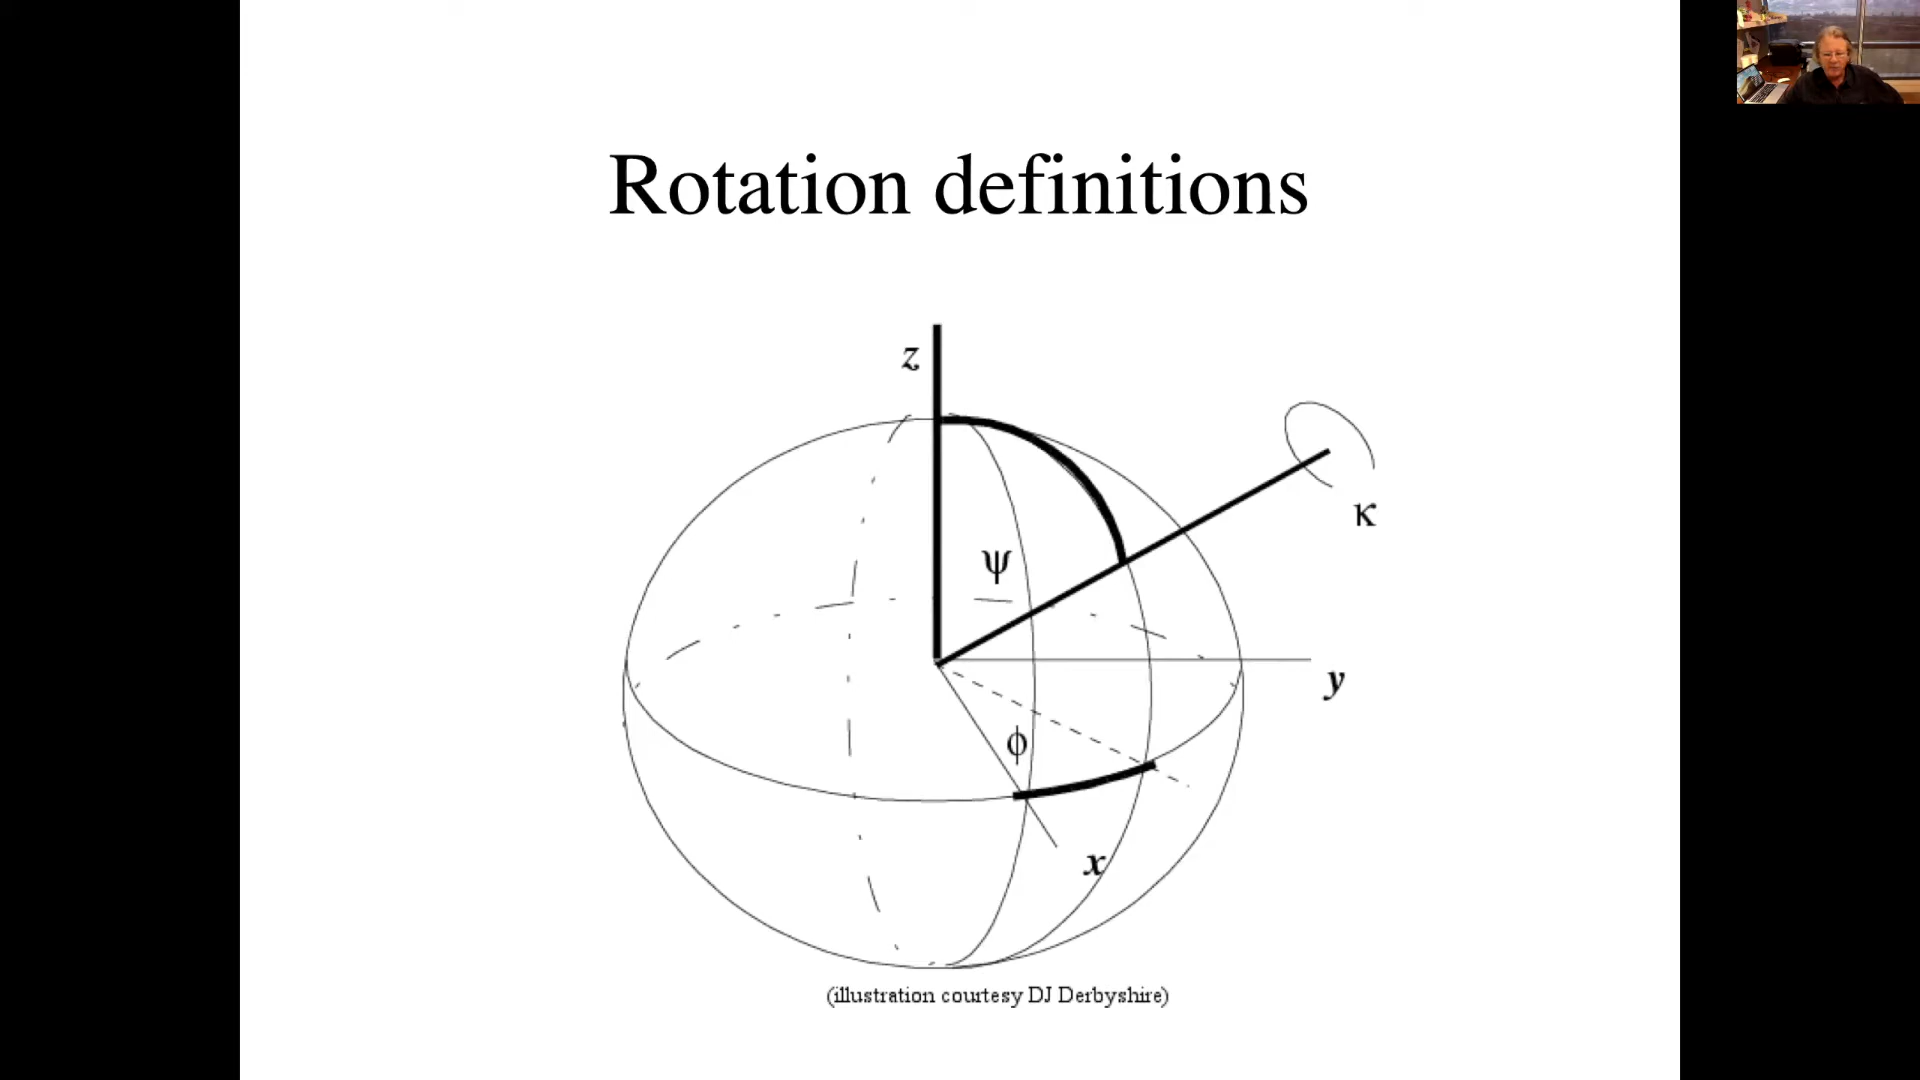 Rotation definitions
z
κ
ψ
y
ϕ
x
(illustration courtesy DJ Derbyshire)